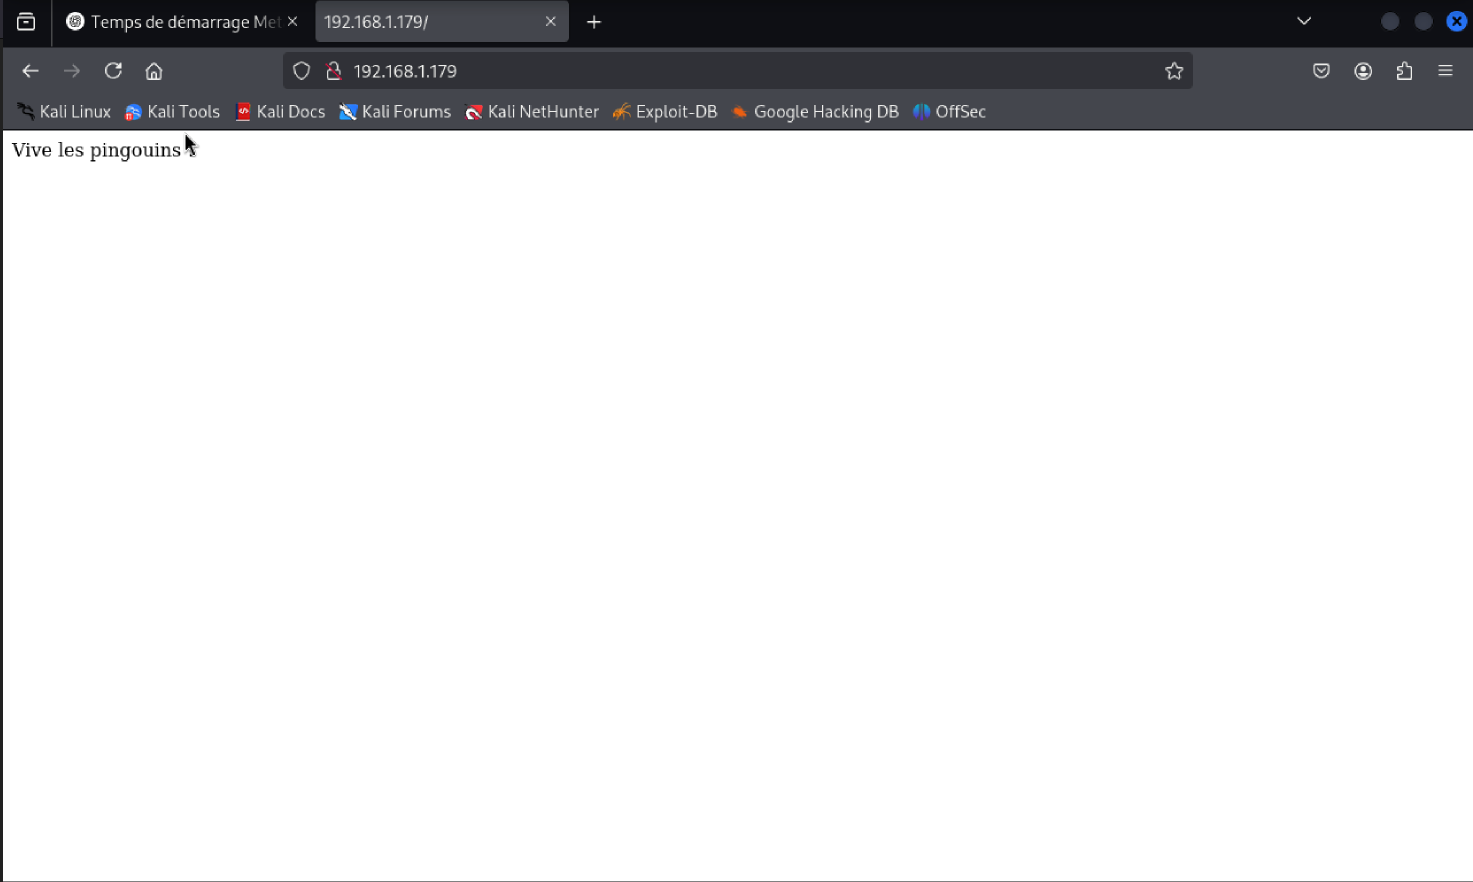 Temps de démarrage Met
192.168.1.179/
192.168.1.179
Kali Linux Kali Tools Kali Docs Kali Forums Kali NetHunter Exploit-DB Google Hacking DB OffSec
Vive les pingouins